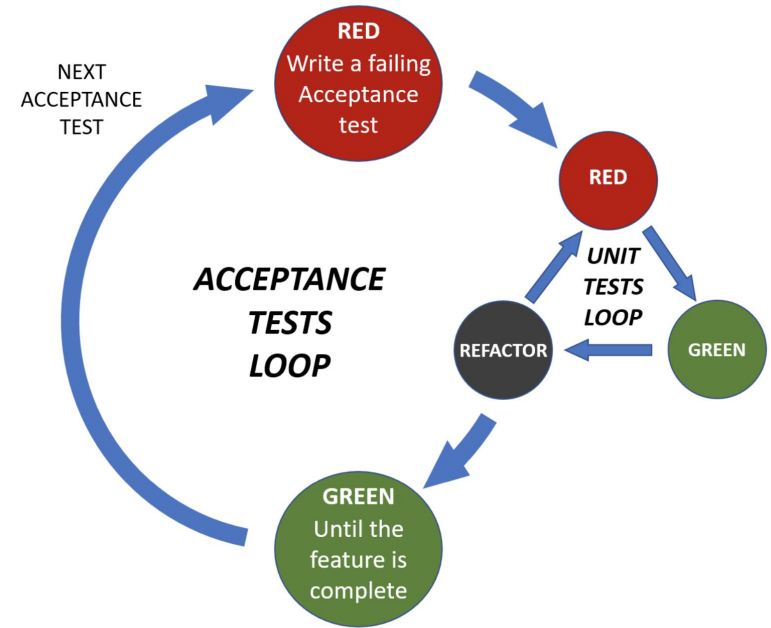 RED
Write a failing
Acceptance
test
NEXT
ACCEPTANCE
TEST
RED
UNIT
TESTS
LOOP
ACCEPTANCE
TESTS
LOOP
REFACTOR
GREEN
GREEN
Until the
feature is
complete